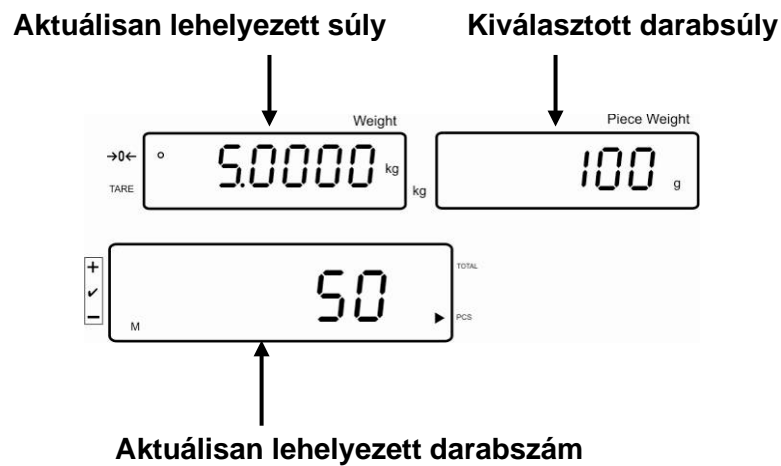 Aktuálisan lehelyezett súly Kiválasztott darabsúly
Weight Piece Weight
→0← 5.0000 kg 100 g
TARE kg
+ TOTAL
✔ 50
− M ▶ PCS
Aktuálisan lehelyezett darabszám